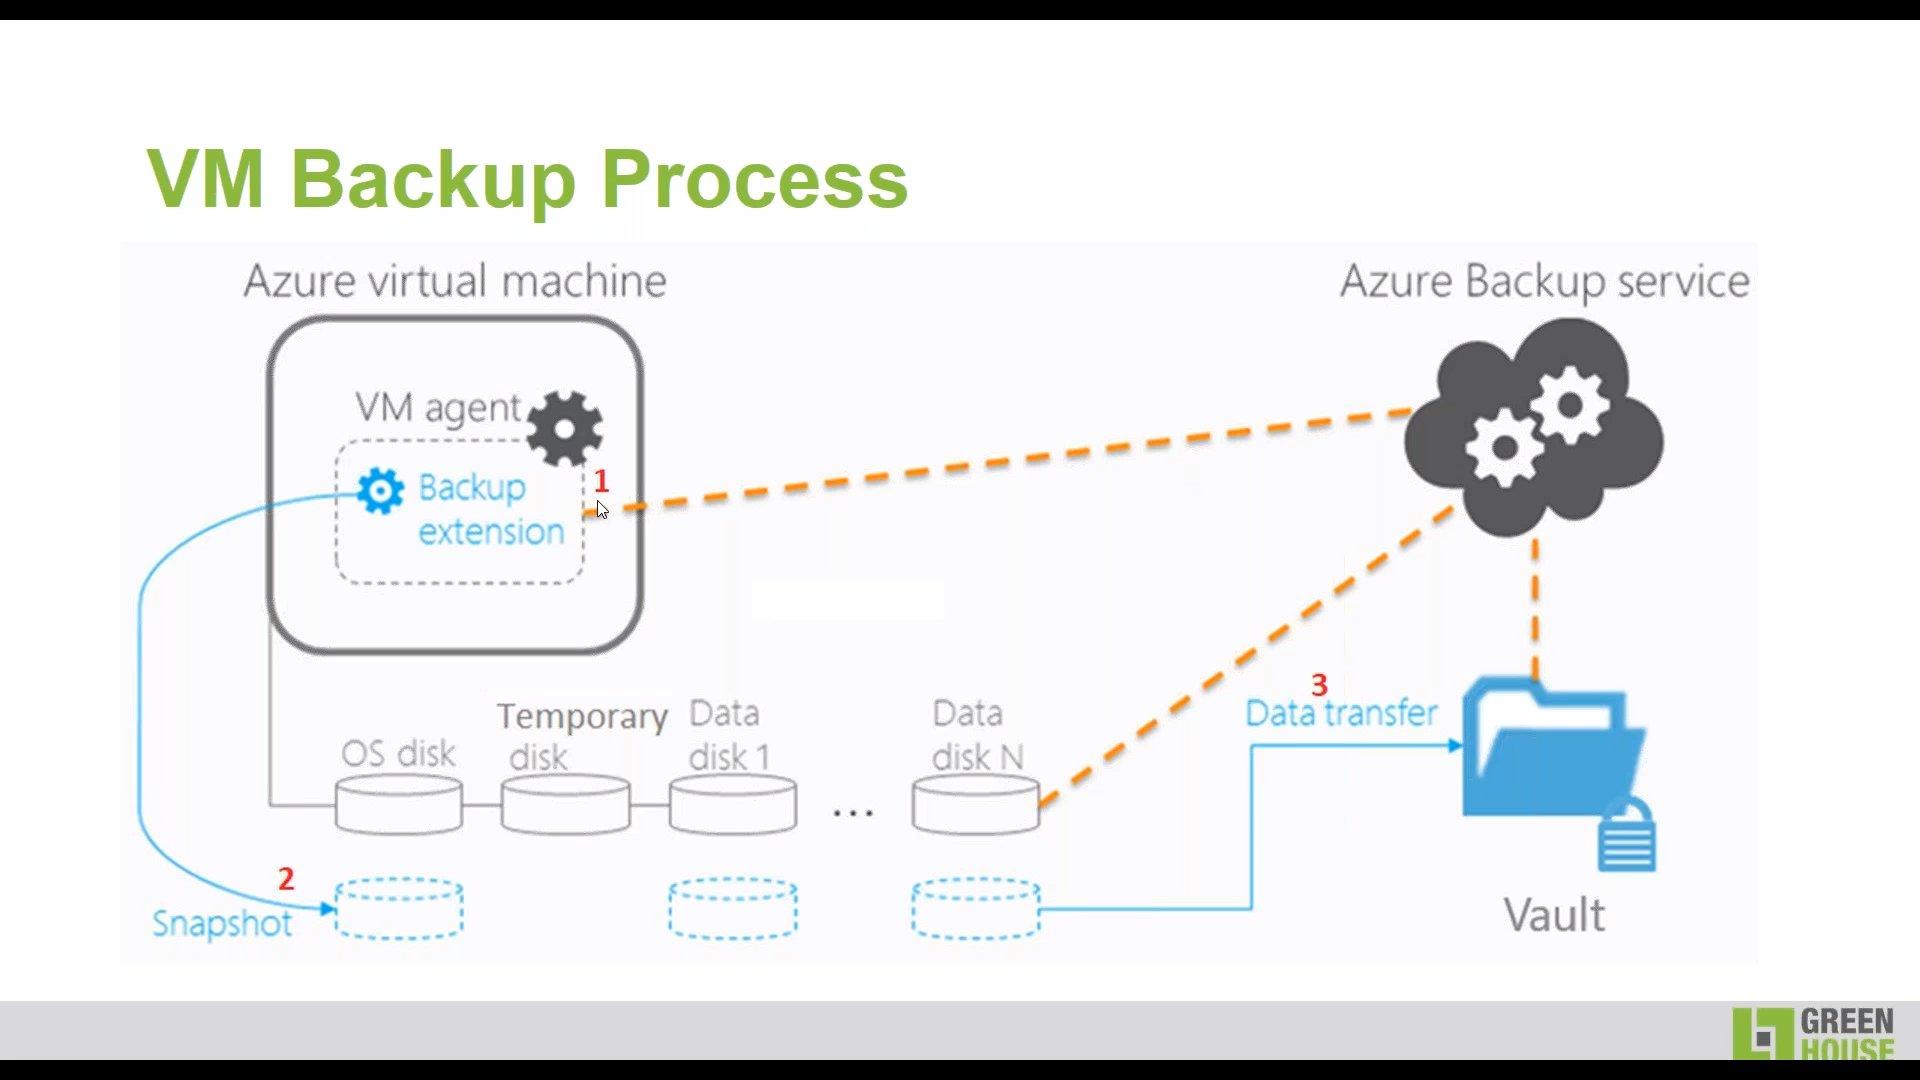 VM Backup Process
Azure virtual machine
Azure Backup service
VM agent
Backup
extension
1
3
Data transfer
OS disk
Temporary
disk
Data
disk 1
...
Data
disk N
2
Snapshot
Vault
GREEN
HOUSE